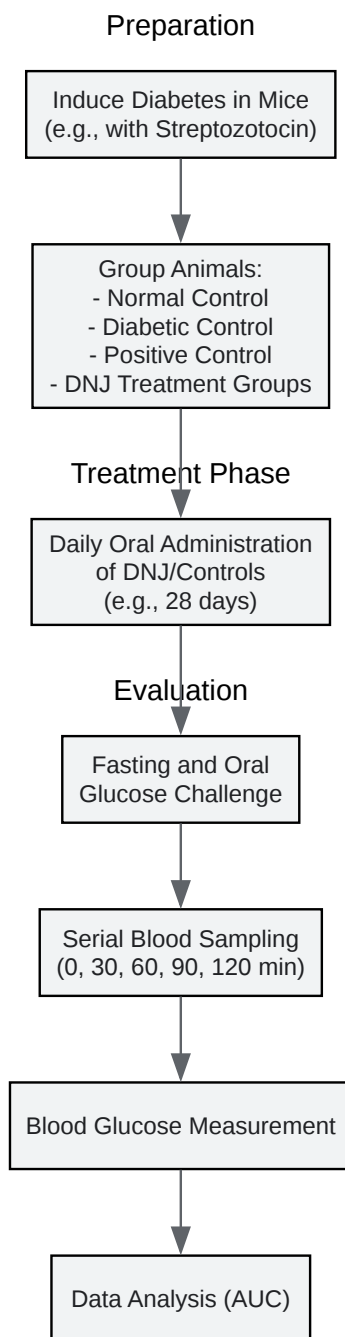 Preparation
Induce Diabetes in Mice
(e.g., with Streptozotocin)
Group Animals:
- Normal Control
- Diabetic Control
- Positive Control
- DNJ Treatment Groups
Treatment Phase
Daily Oral Administration
of DNJ/Controls
(e.g., 28 days)
Evaluation
Fasting and Oral
Glucose Challenge
Serial Blood Sampling
(0, 30, 60, 90, 120 min)
Blood Glucose Measurement
Data Analysis (AUC)